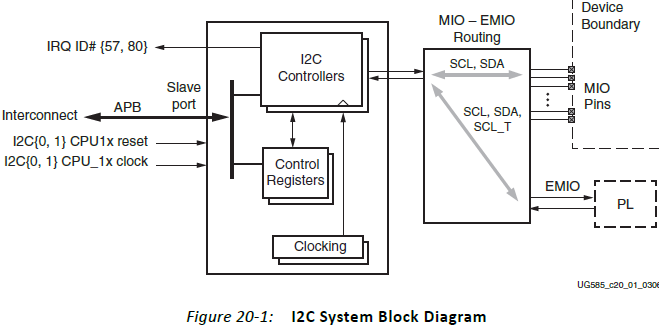 Device
Boundary
MIO – EMIO
Routing
IRQ ID# {57, 80}
I2C
Controllers
SCL, SDA
MIO
Pins
Slave
port
Interconnect
APB
SCL, SDA,
SCL_T
I2C{0, 1} CPU1x reset
I2C{0, 1} CPU_1x clock
Control
Registers
EMIO
PL
Clocking
UG585_c20_01_0306
Figure 20-1: I2C System Block Diagram